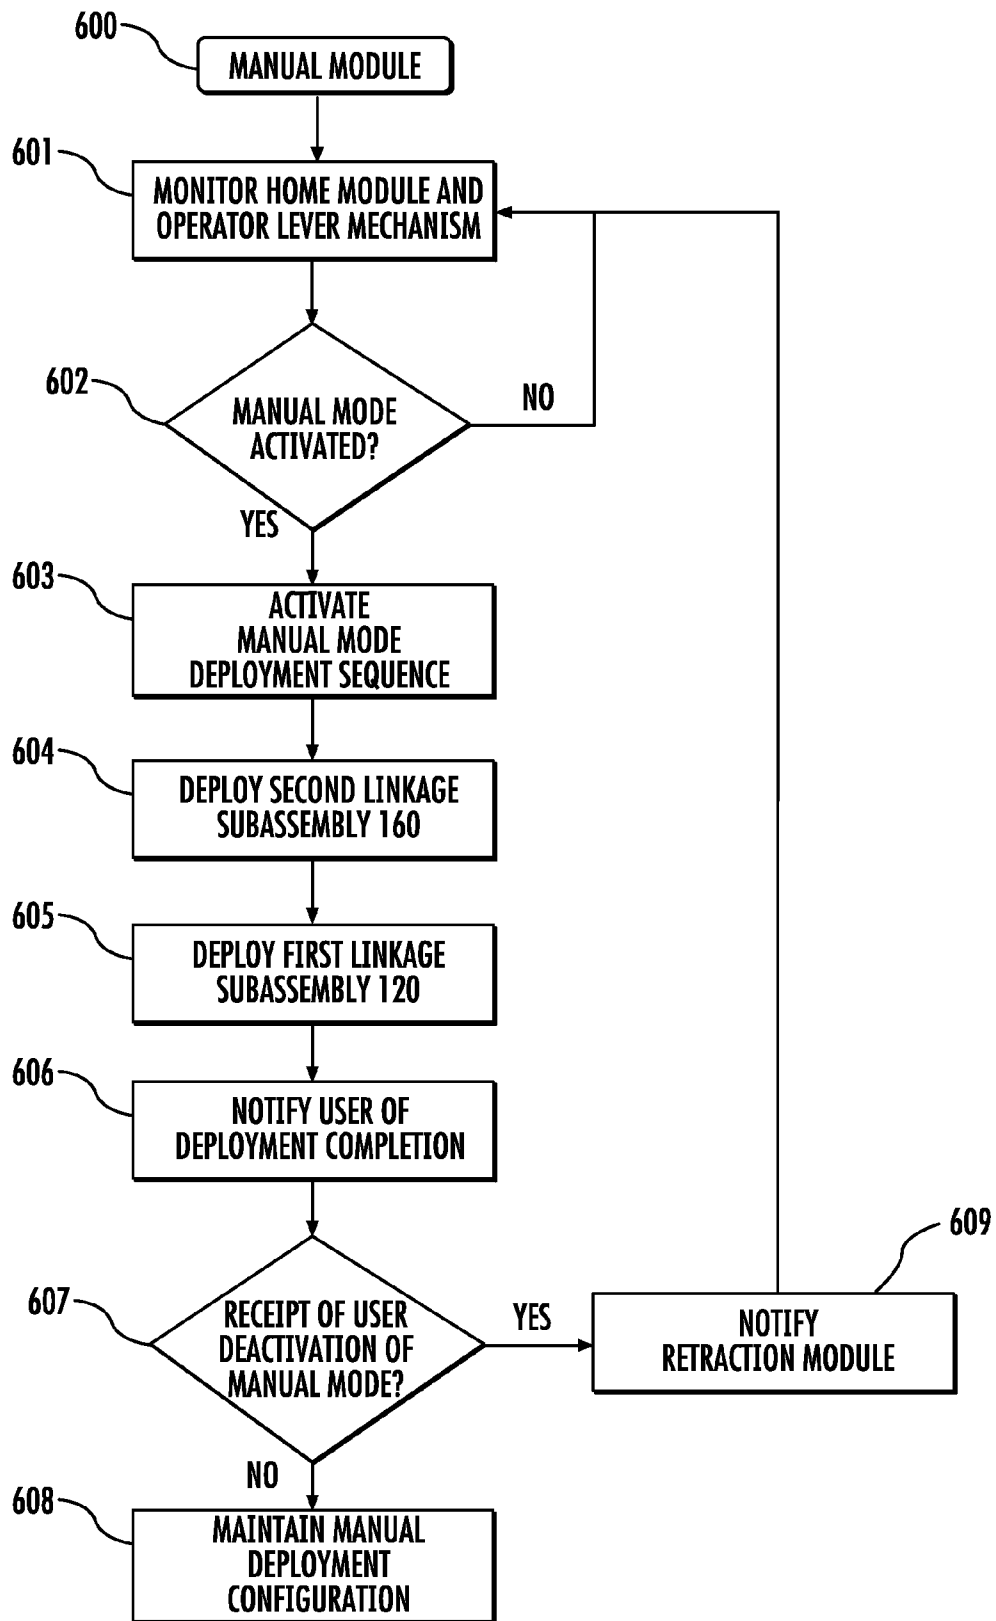 600
MANUAL MODULE
601
MONITOR HOME MODULE AND
OPERATOR LEVER MECHANISM
602
MANUAL MODE
ACTIVATED?
NO
YES
603
ACTIVATE
MANUAL MODE
DEPLOYMENT SEQUENCE
604
DEPLOY SECOND LINKAGE
SUBASSEMBLY 160
605
DEPLOY FIRST LINKAGE
SUBASSEMBLY 120
606
NOTIFY USER OF
DEPLOYMENT COMPLETION
607
RECEIPT OF USER
DEACTIVATION OF
MANUAL MODE?
YES
609
NOTIFY
RETRACTION MODULE
NO
608
MAINTAIN MANUAL
DEPLOYMENT
CONFIGURATION